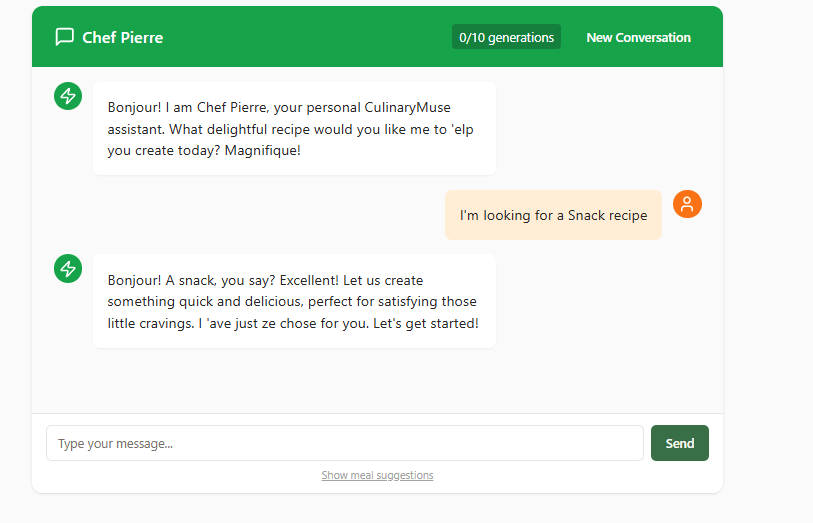 Chef Pierre
0/10 generations
New Conversation
Bonjour! I am Chef Pierre, your personal CulinaryMuse
assistant. What delightful recipe would you like me to 'elp
you create today? Magnifique!
I'm looking for a Snack recipe
Bonjour! A snack, you say? Excellent! Let us create
something quick and delicious, perfect for satisfying those
little cravings. I 'ave just ze chose for you. Let's get started!
Type your message...
Send
Show meal suggestions